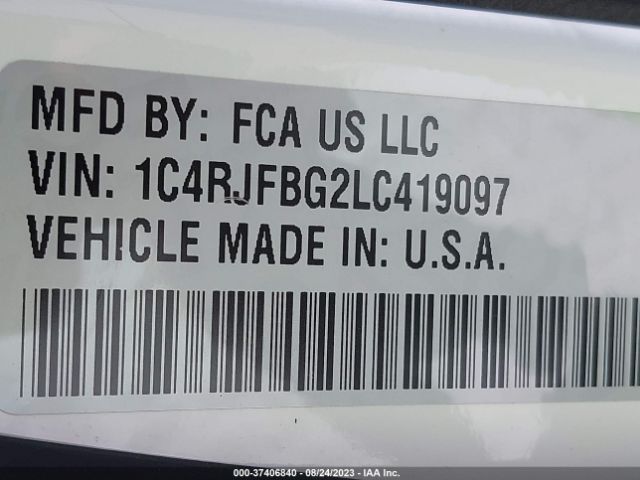 MFD BY: FCA US LLC
VIN: 1C4RJFBG2LC419097
VEHICLE MADE IN: U.S.A.
000-37406840 - 08/24/2023 - IAA Inc.